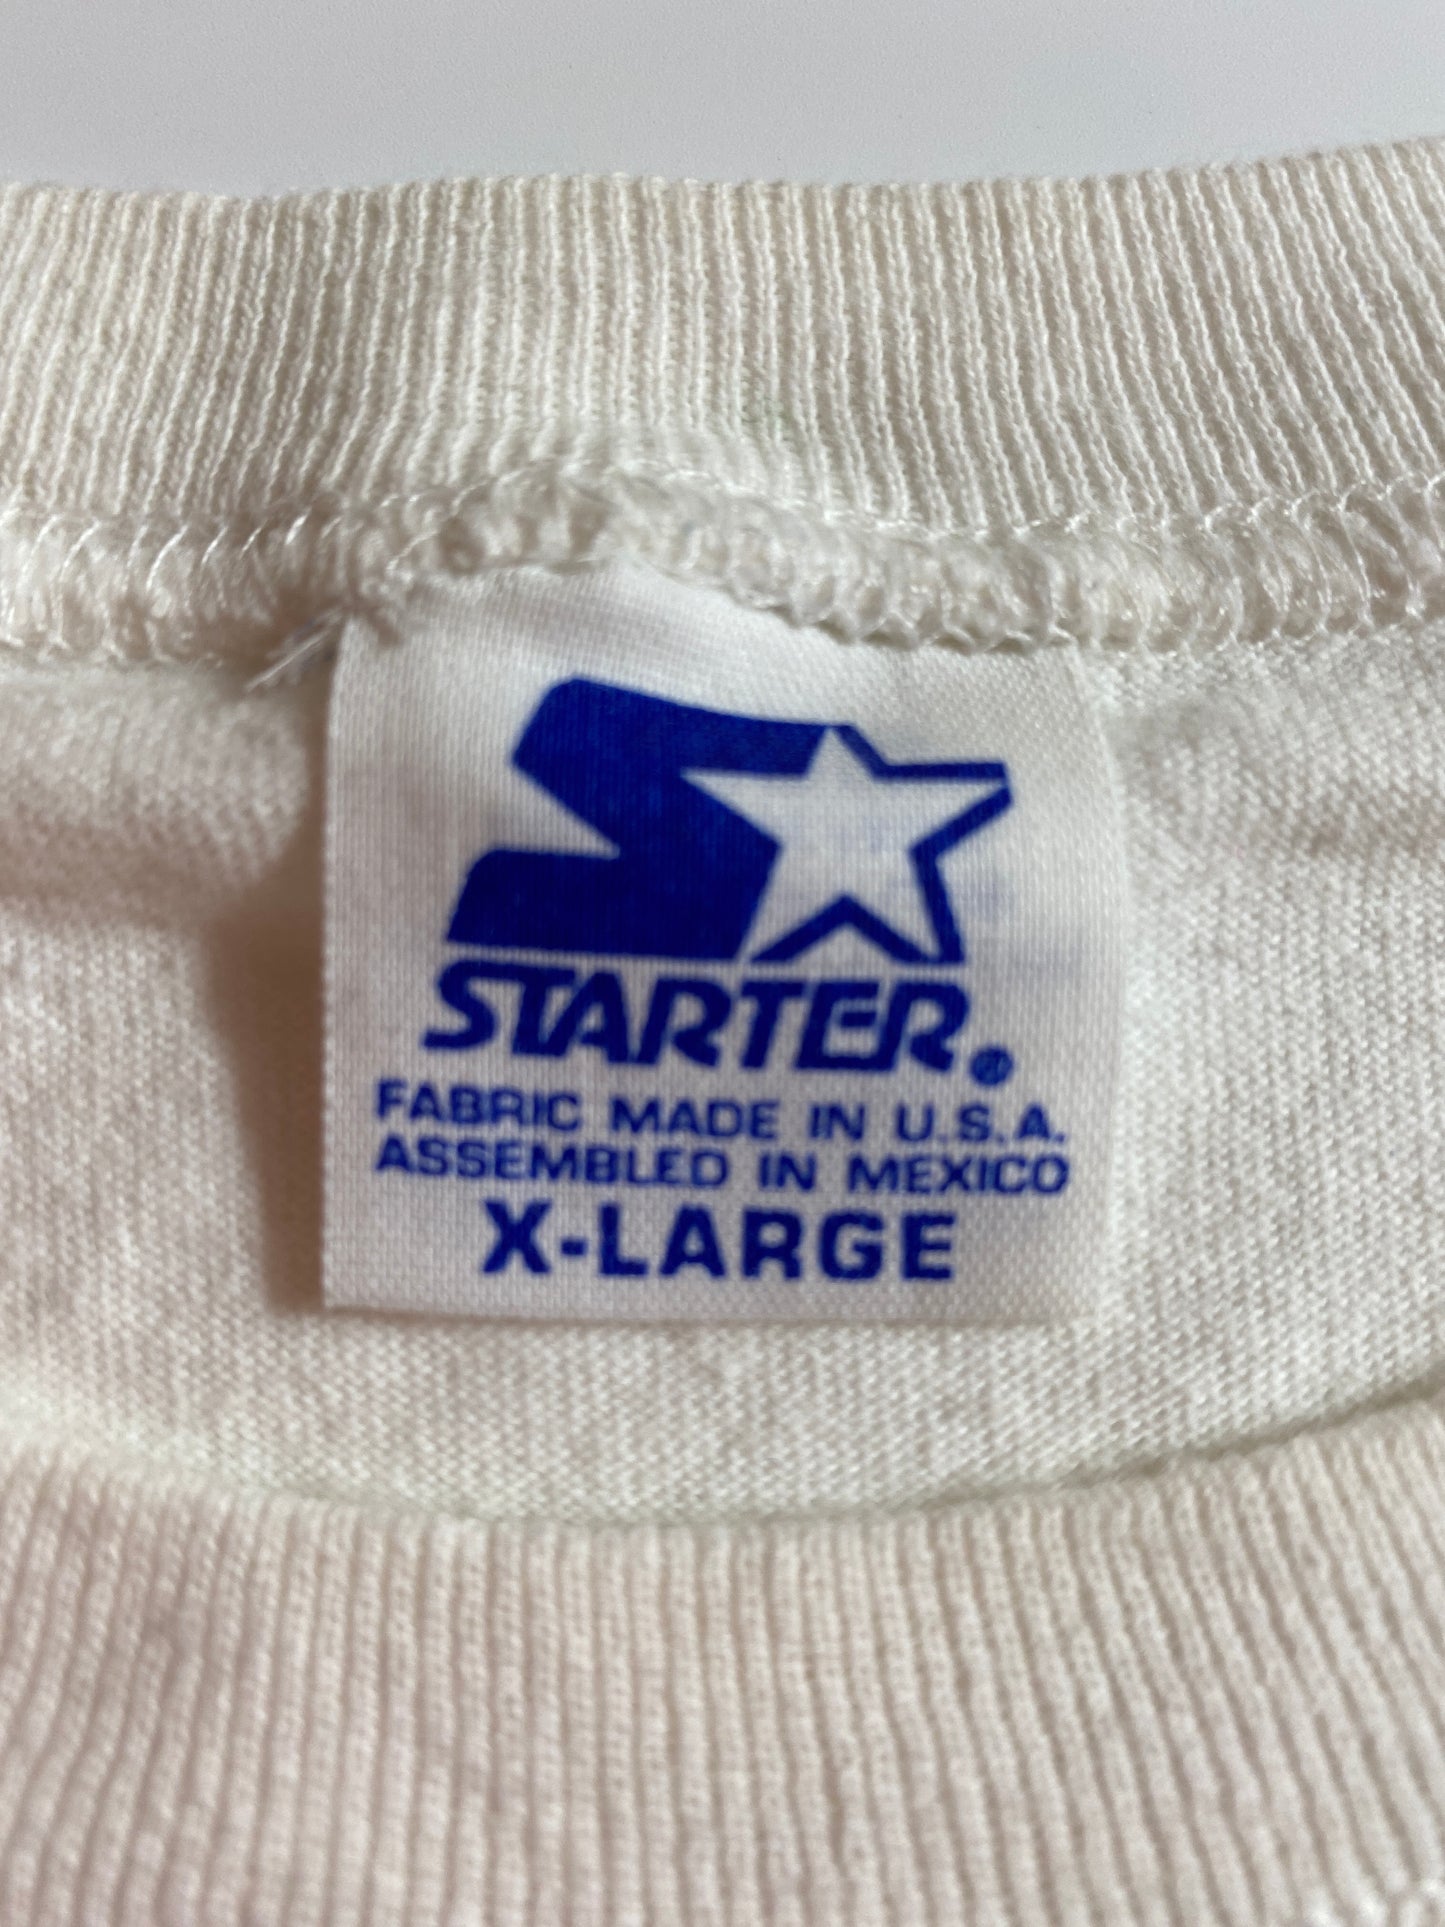 STARTER®
FABRIC MADE IN U.S.A.
ASSEMBLED IN MEXICO
X-LARGE